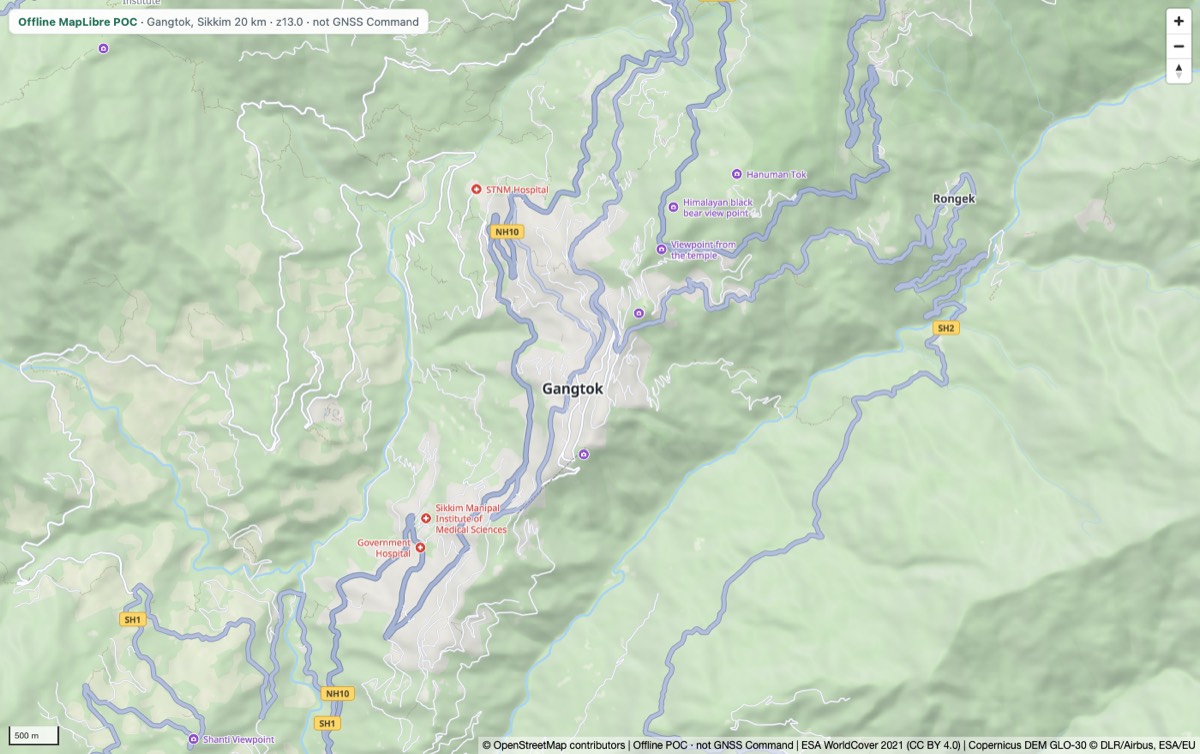 Institute
Offline MapLibre POC · Gangtok, Sikkim 20 km · z13.0 · not GNSS Command
Hanuman Tok
STNM Hospital
Rongek
Himalayan black
bear view point
NH10
Viewpoint from
the temple
SH2
Gangtok
Sikkim Manipal
Institute of
Medical Sciences
Government
Hospital
SH1
NH10
SH1
Shanti Viewpoint
500 m
© OpenStreetMap contributors | Offline POC · not GNSS Command | ESA WorldCover 2021 (CC BY 4.0) | Copernicus DEM GLO-30 © DLR/Airbus, ESA/EU